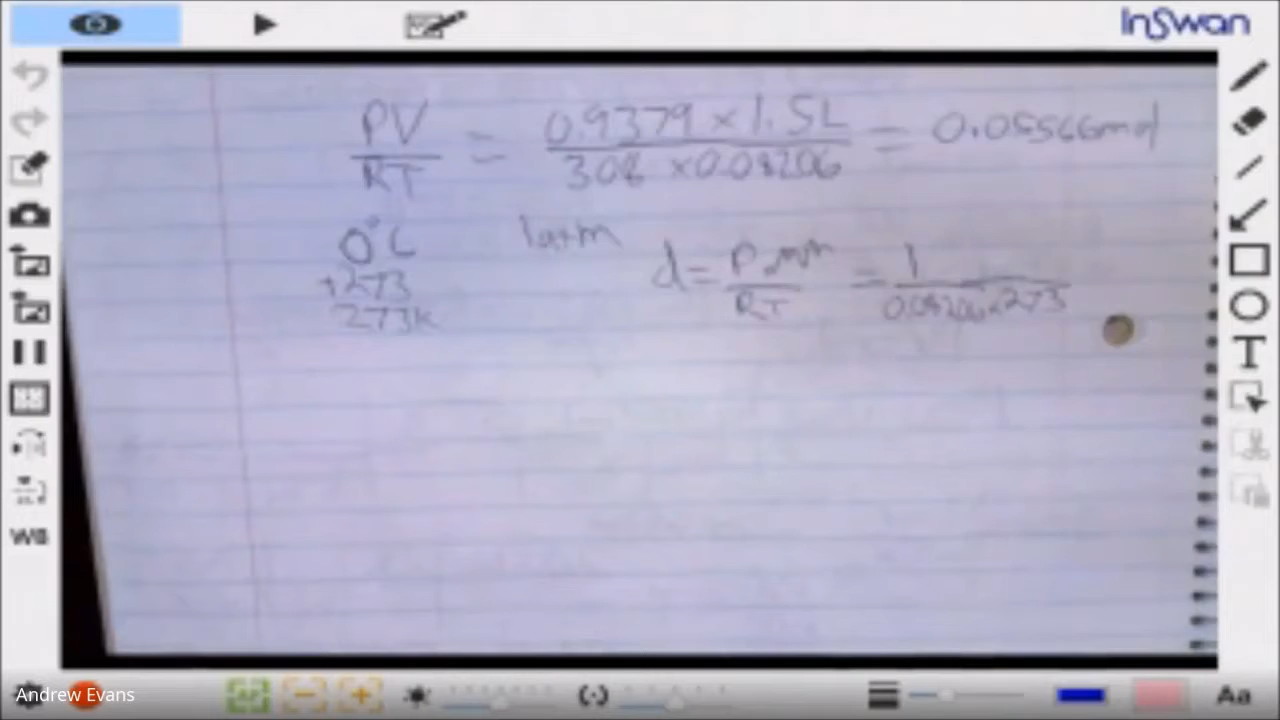 InSwan
PV/RT = 0.9379 × 1.5L / 308 × 0.08206 = 0.05566mol
0°C 1atm
+273
273K
d = P.mm/RT = 1/0.08206×273
WB
T
Andrew Evans
Aa